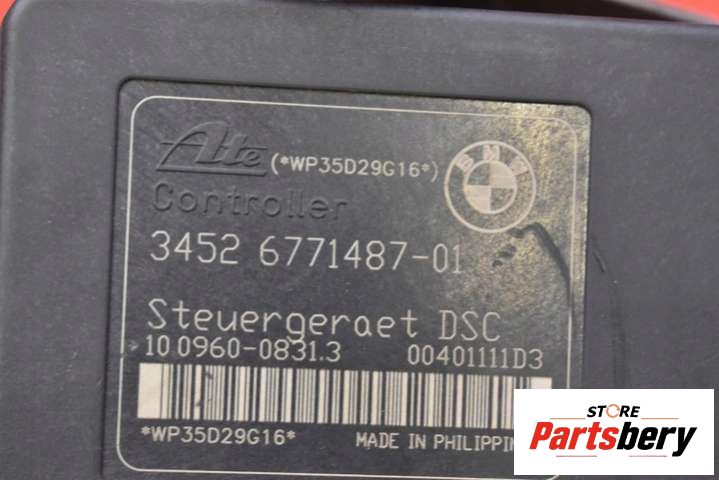 Ate (*WP35D29G16*) BMW
Controller
3452 6771487-01
Steuergeraet DSC
10.0960-0831.3 00401111D3
*WP35D29G16* MADE IN PHILIPPIN
STORE
Partsbery